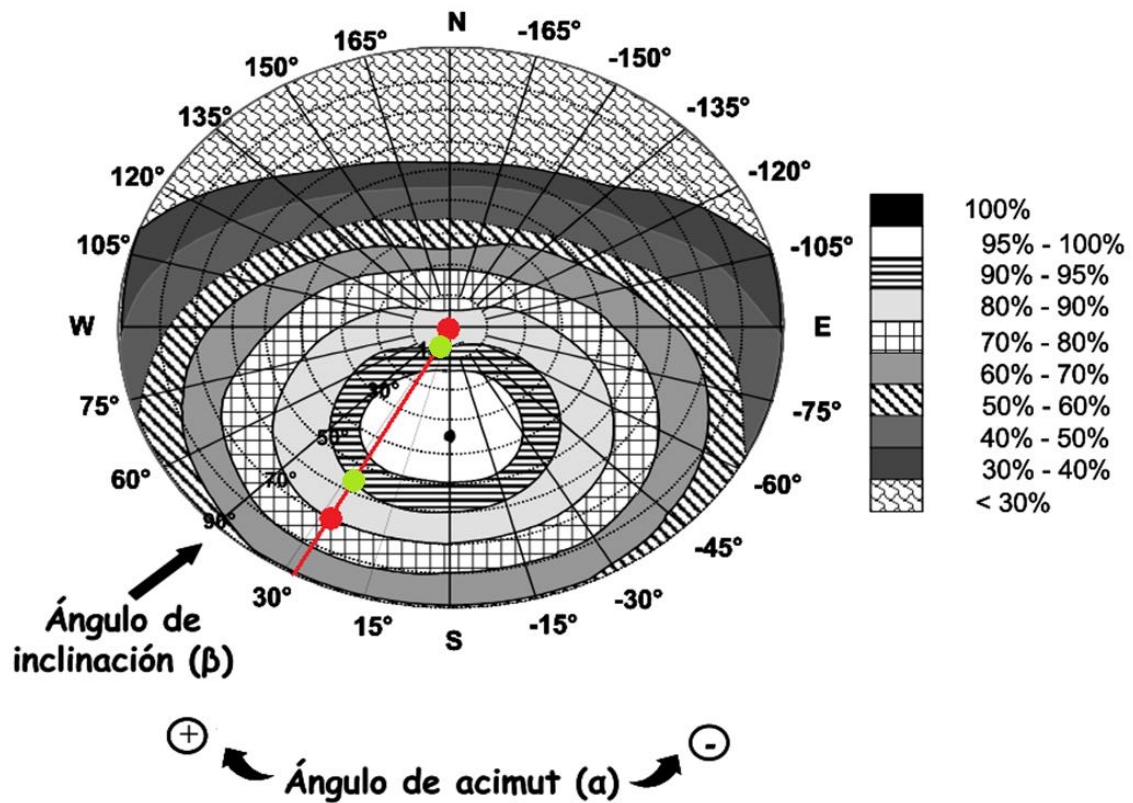 N
165°
-165°
150°
-150°
135°
-135°
120°
-120°
105°
-105°
W
E
75°
-75°
60°
-60°
-45°
30°
-30°
15°
-15°
S
30°
50°
70°
90°
100%
95% - 100%
90% - 95%
80% - 90%
70% - 80%
60% - 70%
50% - 60%
40% - 50%
30% - 40%
< 30%
Ángulo de
inclinación (β)
+
-
Ángulo de acimut (α)